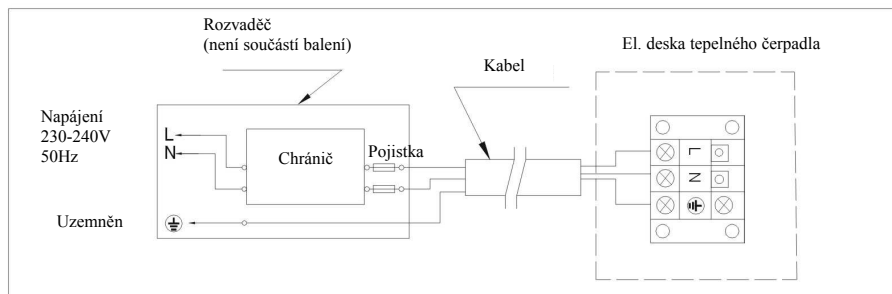 Rozvaděč
(není součástí balení)
El. deska tepelného čerpadla
Kabel
Napájení
230-240V
50Hz
L
N
Chránič
Pojistka
L
N
Uzemněn